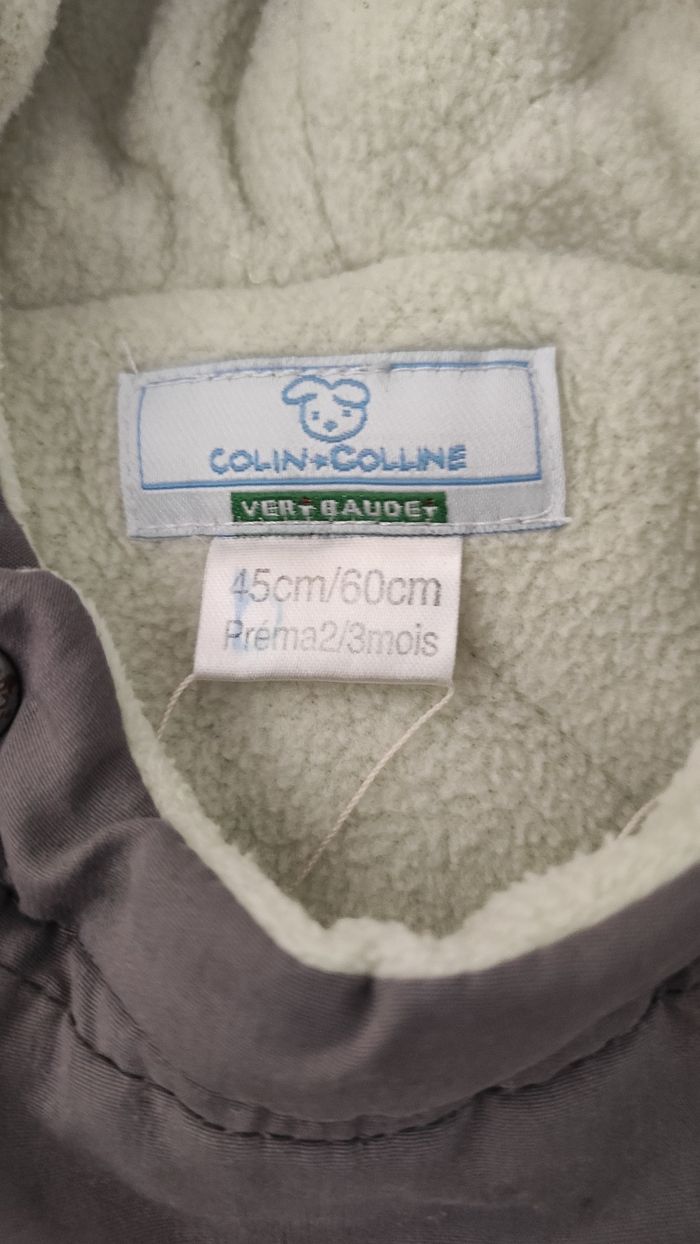 COLIN★COLLINE
VERTBAUDET
45cm/60cm
Préma2/3mois